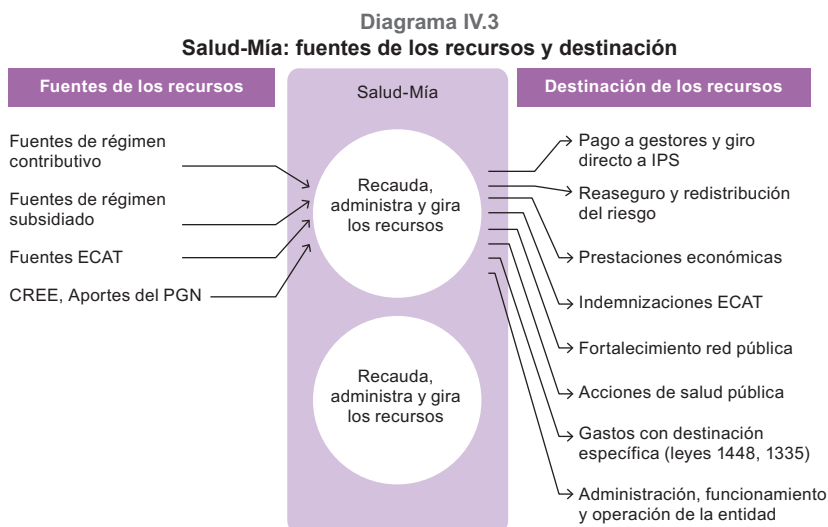 Diagrama IV.3
Salud-Mía: fuentes de los recursos y destinación
Fuentes de los recursos
Fuentes de régimen
contributivo
Fuentes de régimen
subsidiado
Fuentes ECAT
CREE, Aportes del PGN
Salud-Mía
Recauda,
administra y gira
los recursos
Recauda,
administra y gira
los recursos
Destinación de los recursos
Pago a gestores y giro
directo a IPS
Reaseguro y redistribución
del riesgo
Prestaciones económicas
Indemnizaciones ECAT
Fortalecimiento red pública
Acciones de salud pública
Gastos con destinación
específica (leyes 1448, 1335)
Administración, funcionamiento
y operación de la entidad